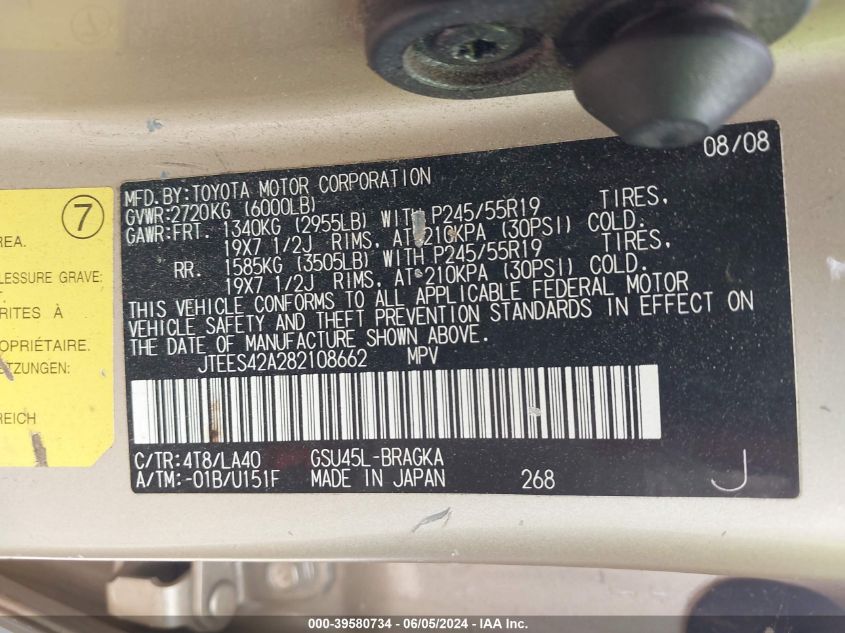 08/08
MFD. BY: TOYOTA MOTOR CORPORATION
GVWR: 2720KG (6000LB)
GAWR: FRT. 1340KG (2955LB) WITH P245/55R19 TIRES,
19X7 1/2J RIMS, AT 210KPA (30PSI) COLD.
RR. 1585KG (3505LB) WITH P245/55R19 TIRES,
19X7 1/2J RIMS, AT 210KPA (30PSI) COLD.
THIS VEHICLE CONFORMS TO ALL APPLICABLE FEDERAL MOTOR
VEHICLE SAFETY AND THEFT PREVENTION STANDARDS IN EFFECT ON
THE DATE OF MANUFACTURE SHOWN ABOVE.
JTEES42A282108662 MPV
C/TR: 4T8/LA40 GSU45L-BRAGKA
A/TM: -01B/U151F MADE IN JAPAN 268 J
7
AREA.
BLESSURE GRAVE:
RITES À
PROPIÉTAIRE.
TZUNG.
REICH
000-39580734 - 06/05/2024 - IAA Inc.